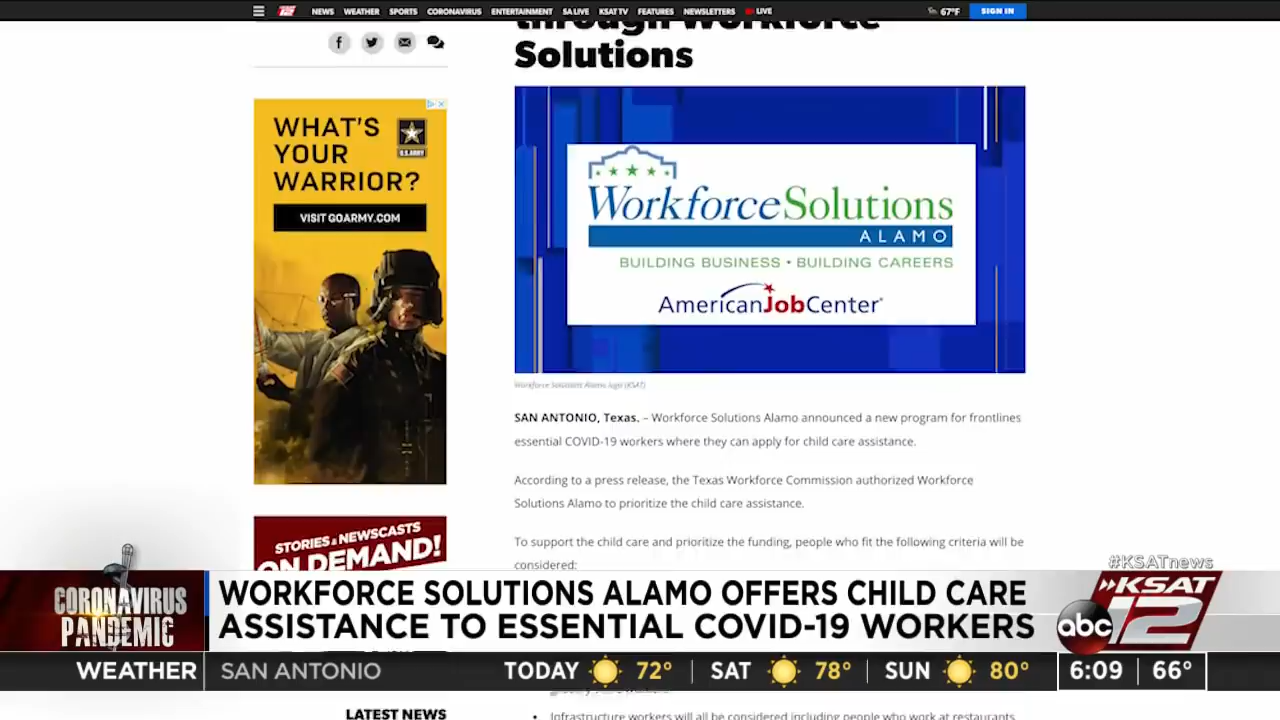 NEWS WEATHER SPORTS CORONAVIRUS ENTERTAINMENT SA LIVE KSAT TV FEATURES NEWSLETTERS LIVE 67°F SIGN IN
through Workforce
Solutions
WHAT'S
YOUR
WARRIOR?
U.S.ARMY
VISIT GOARMY.COM
WorkforceSolutions
ALAMO
BUILDING BUSINESS • BUILDING CAREERS
AmericanJobCenter
Workforce Solutions Alamo logo (KSAT)
SAN ANTONIO, Texas. – Workforce Solutions Alamo announced a new program for frontlines
essential COVID-19 workers where they can apply for child care assistance.
According to a press release, the Texas Workforce Commission authorized Workforce
Solutions Alamo to prioritize the child care assistance.
To support the child care and prioritize the funding, people who fit the following criteria will be
considered:
STORIES & NEWSCASTS
ON DEMAND!
#KSATnews
CORONAVIRUS
PANDEMIC
WORKFORCE SOLUTIONS ALAMO OFFERS CHILD CARE
ASSISTANCE TO ESSENTIAL COVID-19 WORKERS
abc
KSAT
12
WEATHER SAN ANTONIO TODAY 72° SAT 78° SUN 80° 6:09 66°
LATEST NEWS
• Infrastructure workers will all be considered including people who work at restaurants,